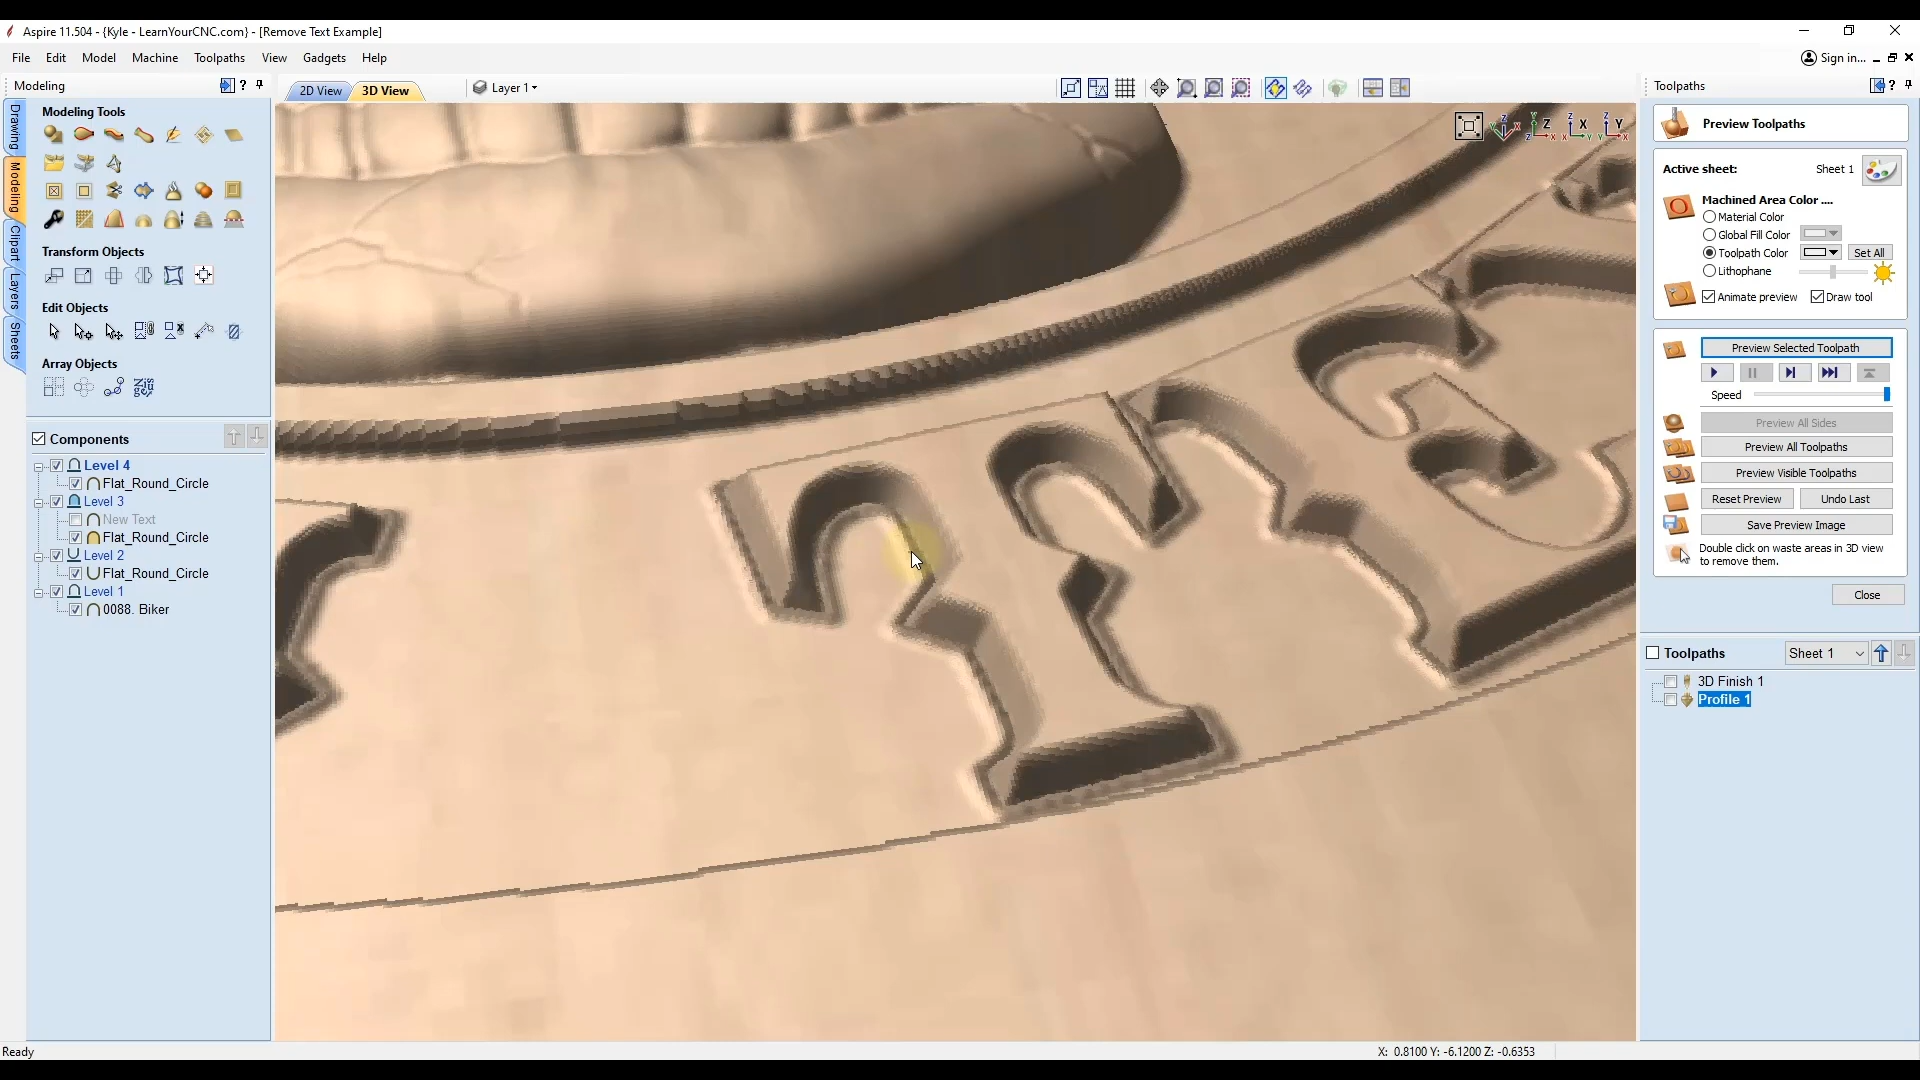 Aspire 11.504 - {Kyle - LearnYourCNC.com} - [Remove Text Example]
File Edit Model Machine Toolpaths View Gadgets Help
Sign in...
Modeling ?
2D View 3D View Layer 1
Toolpaths ?
Drawing
Modeling
Clipart
Layers
Sheets
Modeling Tools
Transform Objects
Edit Objects
Array Objects
Components
Level 4
Flat_Round_Circle
Level 3
New Text
Flat_Round_Circle
Level 2
Flat_Round_Circle
Level 1
0088. Biker
Preview Toolpaths
Active sheet: Sheet 1
Machined Area Color ....
Material Color
Global Fill Color
Toolpath Color Set All
Lithophane
Animate preview Draw tool
Preview Selected Toolpath
Speed
Preview All Sides
Preview All Toolpaths
Preview Visible Toolpaths
Reset Preview Undo Last
Save Preview Image
Double click on waste areas in 3D view
to remove them.
Close
Toolpaths Sheet 1
3D Finish 1
Profile 1
Ready
X: 0.8100 Y: -6.1200 Z: -0.6353